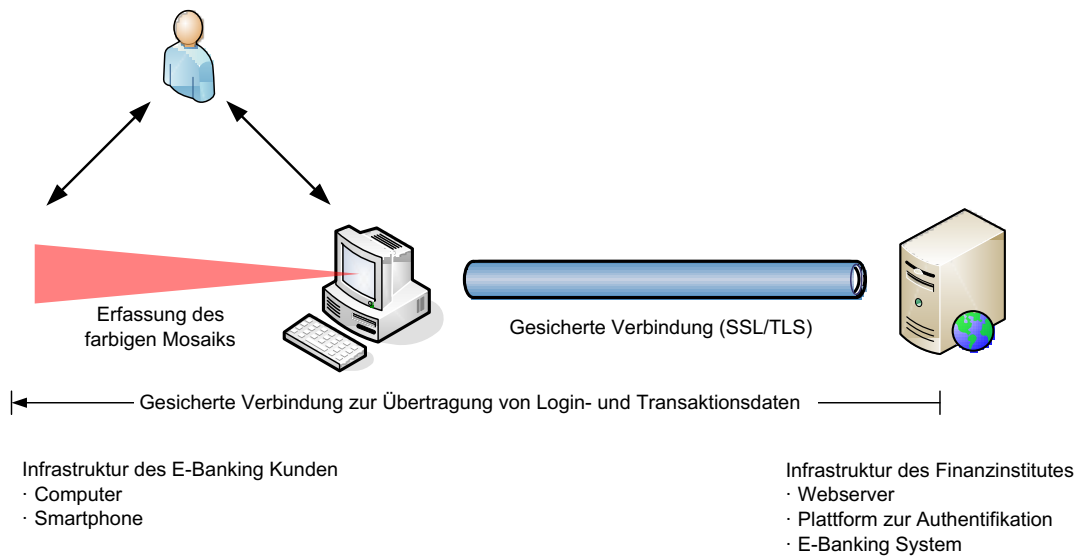 Erfassung des
farbigen Mosaiks
Gesicherte Verbindung (SSL/TLS)
Gesicherte Verbindung zur Übertragung von Login- und Transaktionsdaten
Infrastruktur des E-Banking Kunden
· Computer
· Smartphone
Infrastruktur des Finanzinstitutes
· Webserver
· Plattform zur Authentifikation
· E-Banking System